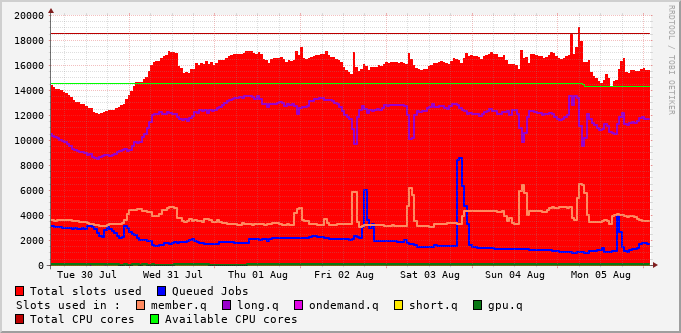 RRDTOOL / TOBI OETIKER
20000
18000
16000
14000
12000
10000
8000
6000
4000
2000
0
Tue 30 Jul Wed 31 Jul Thu 01 Aug Fri 02 Aug Sat 03 Aug Sun 04 Aug Mon 05 Aug
Total slots used Queued Jobs
Slots used in : member.q long.q ondemand.q short.q gpu.q
Total CPU cores Available CPU cores